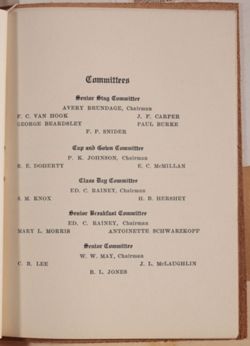 Committees
Senior Stag Committee
AVERY BRUNDAGE, Chairman
F. C. VAN HOOK J. F. CARPER
GEORGE BEARDSLEY PAUL BURKE
F. P. SNIDER
Cap and Gown Committee
P. K. JOHNSON, Chairman
R. E. DOHERTY E. C. McMILLAN
Class Day Committee
ED. C. RAINEY, Chairman
S. M. KNOX H. B. HERSHEY
Senior Breakfast Committee
ED. C. RAINEY, Chairman
MARY L. MORRIS ANTOINETTE SCHWARZKOPF
Senior Committee
W. W. MAY, Chairman
C. B. LEE J. L. McLAUGHLIN
B. L. JONES